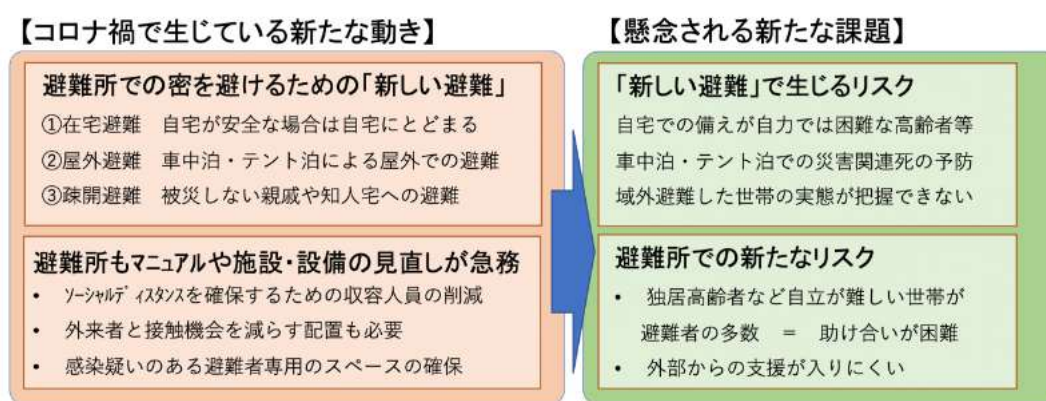 【コロナ禍で生じている新たな動き】
避難所での密を避けるための「新しい避難」
①在宅避難 自宅が安全な場合は自宅にとどまる
②屋外避難 車中泊・テント泊による屋外での避難
③疎開避難 被災しない親戚や知人宅への避難
避難所もマニュアルや施設・設備の見直しが急務
• ソーシャルディスタンスを確保するための収容人員の削減
• 外来者と接触機会を減らす配置も必要
• 感染疑いのある避難者専用のスペースの確保
【懸念される新たな課題】
「新しい避難」で生じるリスク
自宅での備えが自力では困難な高齢者等
車中泊・テント泊での災害関連死の予防
域外避難した世帯の実態が把握できない
避難所での新たなリスク
• 独居高齢者など自立が難しい世帯が
避難者の多数 = 助け合いが困難
• 外部からの支援が入りにくい